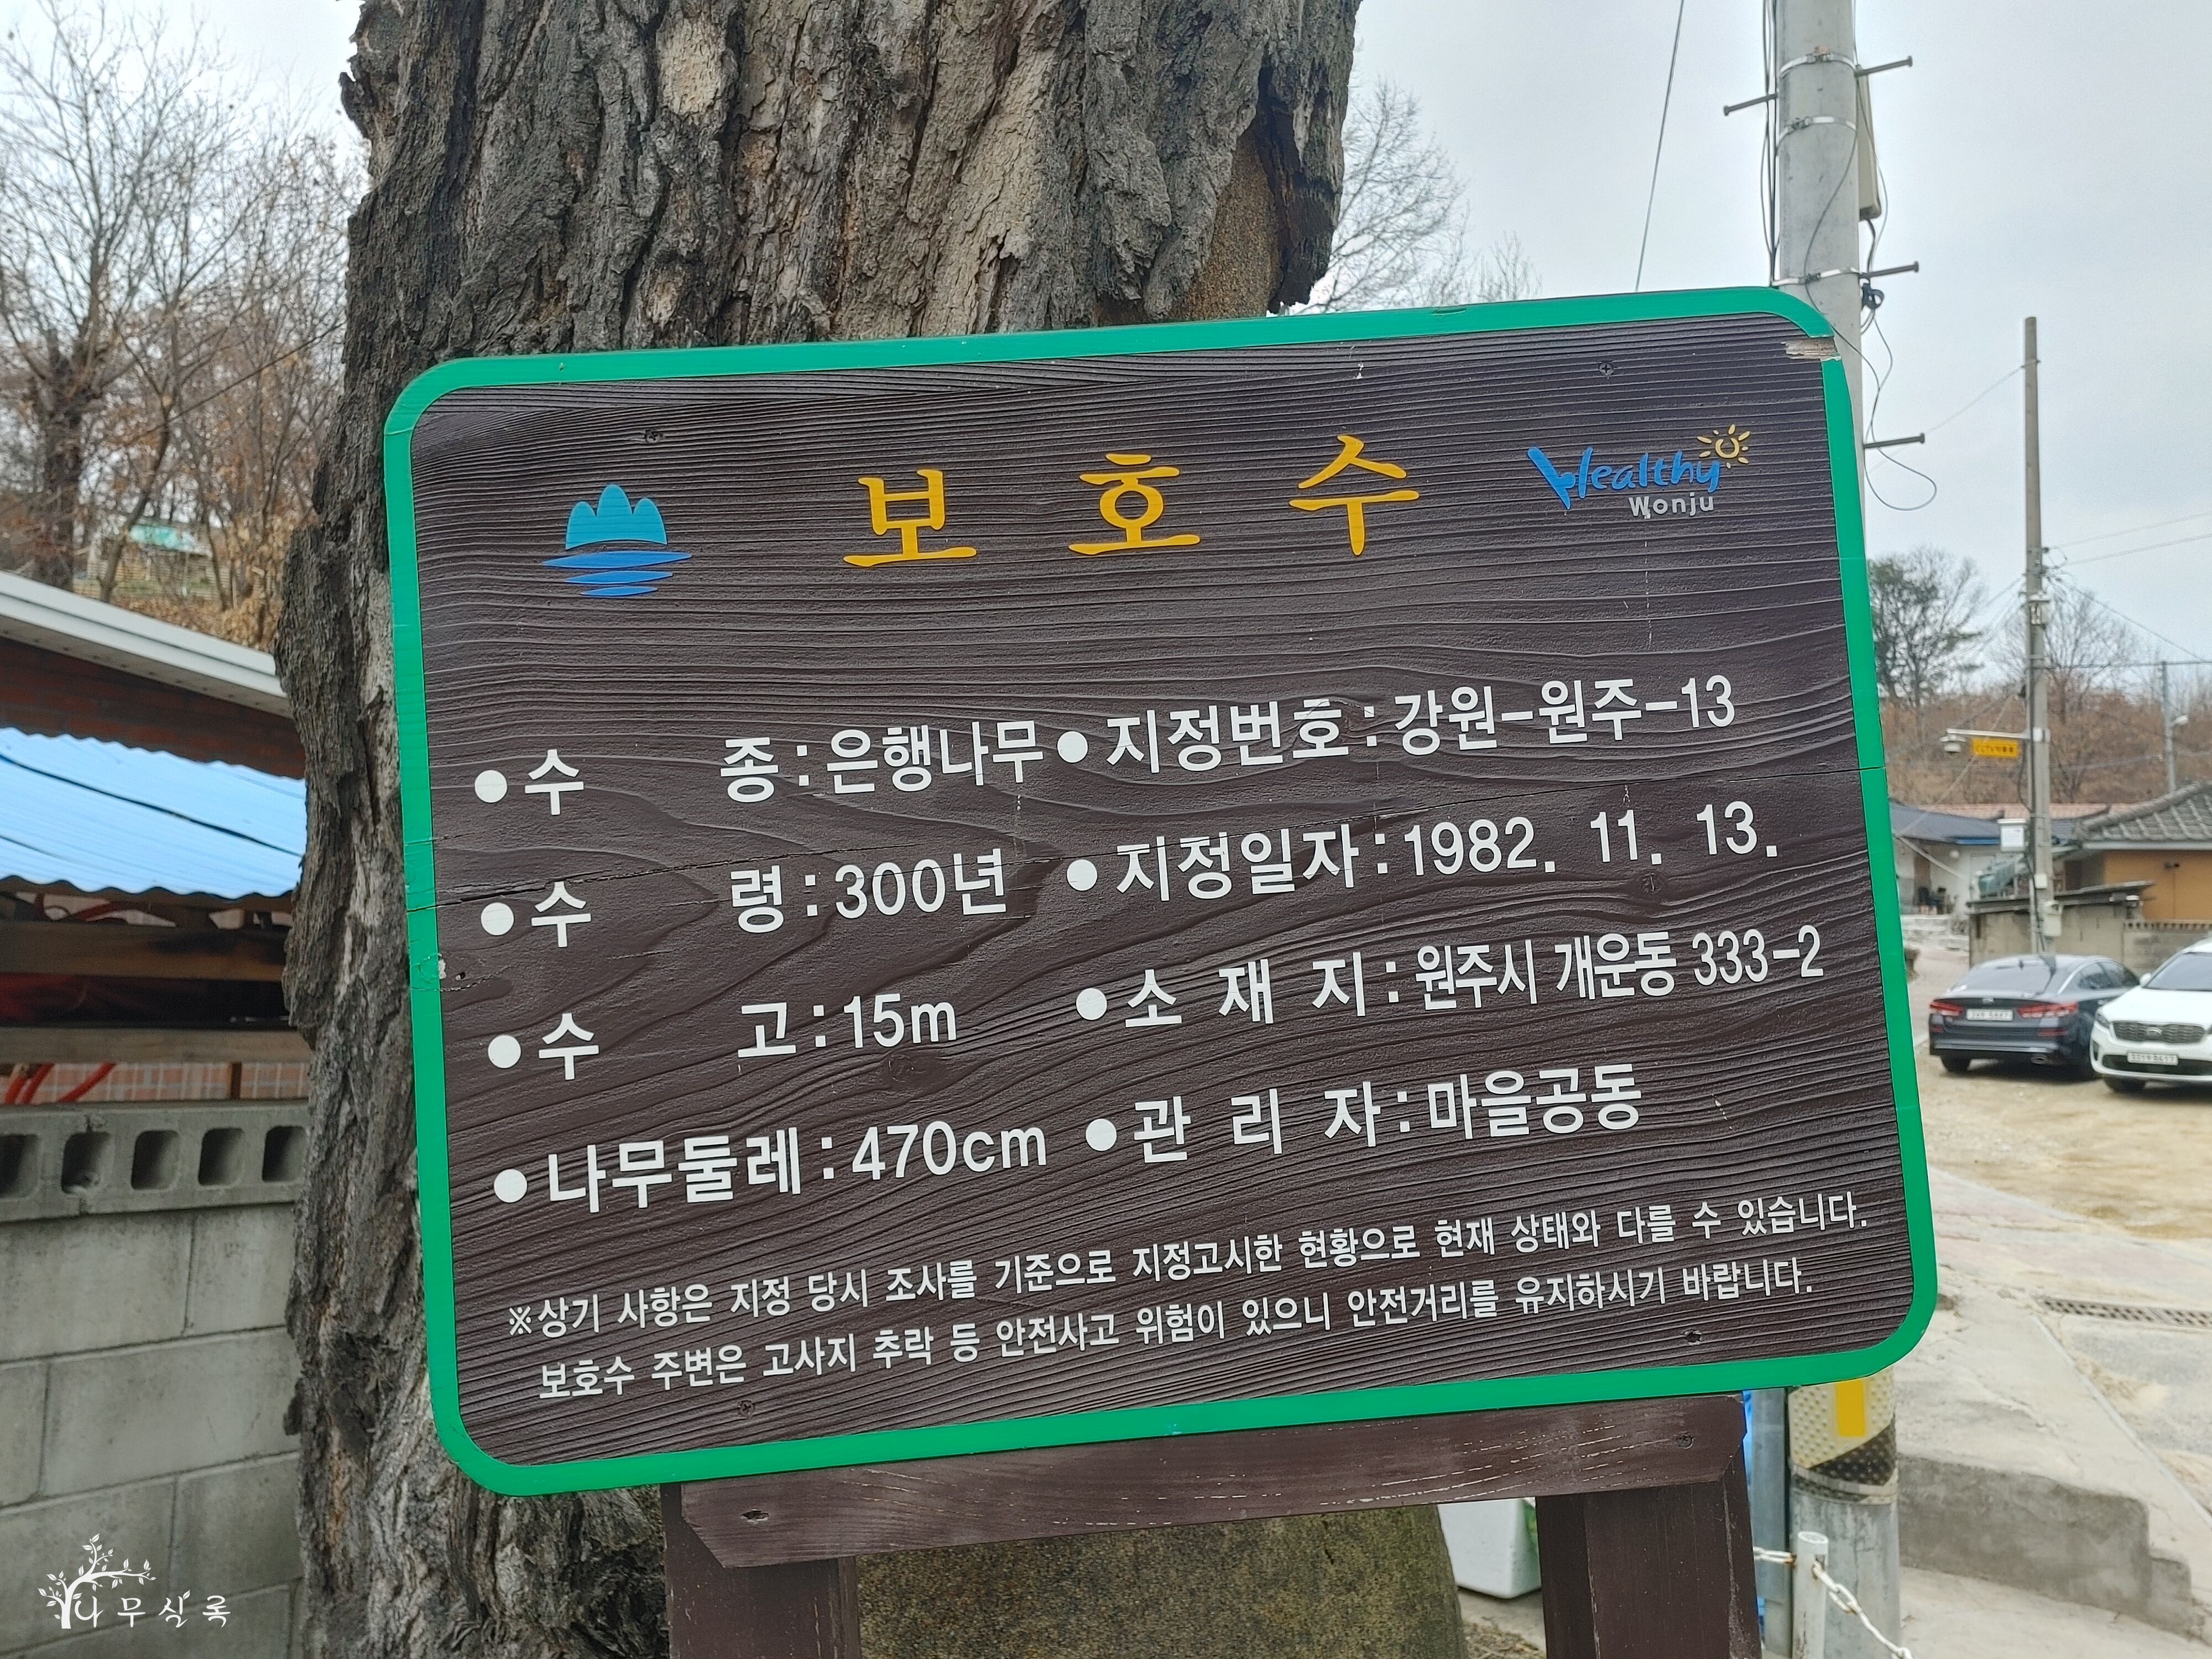 보 호 수
Healthy
Wonju
●수 종 : 은행나무 ●지정번호 : 강원-원주-13
●수 령 : 300년 ●지정일자 : 1982. 11. 13.
●수 고 : 15m ●소 재 지 : 원주시 개운동 333-2
●나무둘레 : 470cm ●관 리 자 : 마을공동
※상기 사항은 지정 당시 조사를 기준으로 지정고시한 현황으로 현재 상태와 다를 수 있습니다.
보호수 주변은 고사지 추락 등 안전사고 위험이 있으니 안전거리를 유지하시기 바랍니다.
나무실록